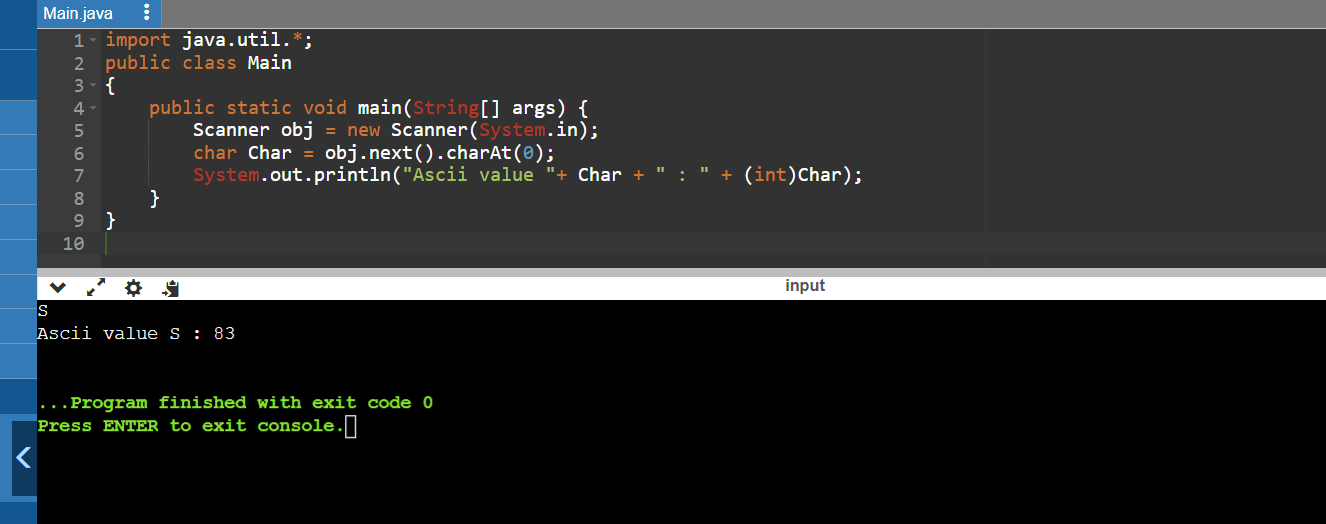 Main.java
1 import java.util.*;
2 public class Main
3 {
4     public static void main(String[] args) {
5         Scanner obj = new Scanner(System.in);
6         char Char = obj.next().charAt(0);
7         System.out.println("Ascii value "+ Char + " : " + (int)Char);
8     }
9 }
10
input
S
Ascii value S : 83
...Program finished with exit code 0
Press ENTER to exit console.